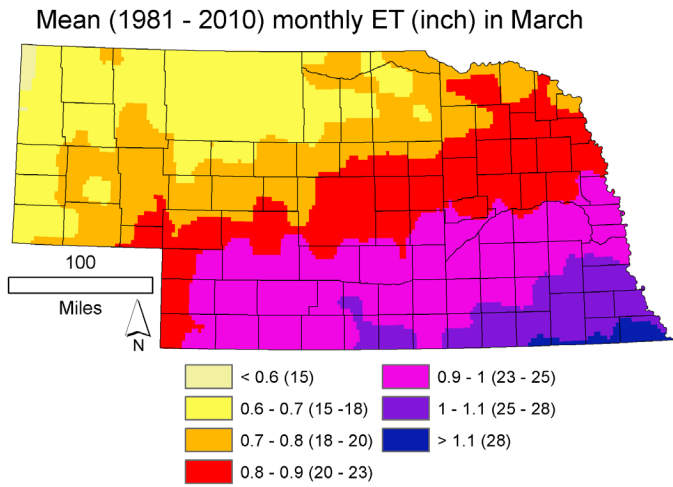 Mean (1981 - 2010) monthly ET (inch) in March
100
Miles
N
< 0.6 (15)
0.6 - 0.7 (15 -18)
0.7 - 0.8 (18 - 20)
0.8 - 0.9 (20 - 23)
0.9 - 1 (23 - 25)
1 - 1.1 (25 - 28)
> 1.1 (28)